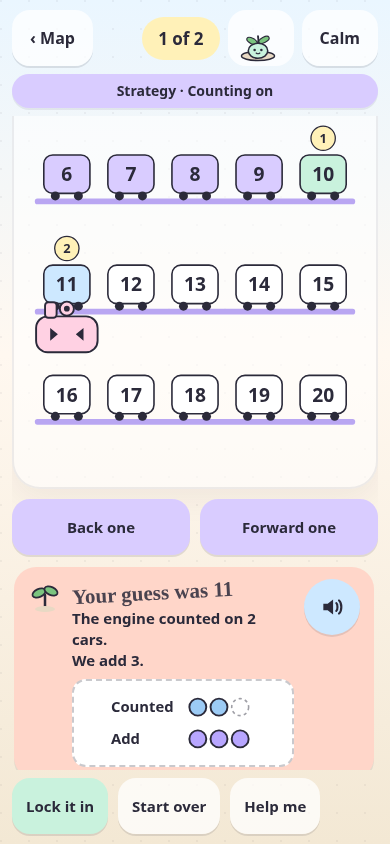 ‹ Map
1 of 2
Calm
Strategy · Counting on
1
6 7 8 9 10
2
11 12 13 14 15
16 17 18 19 20
Back one
Forward one
Your guess was 11
The engine counted on 2
cars.
We add 3.
Counted
Add
Lock it in
Start over
Help me